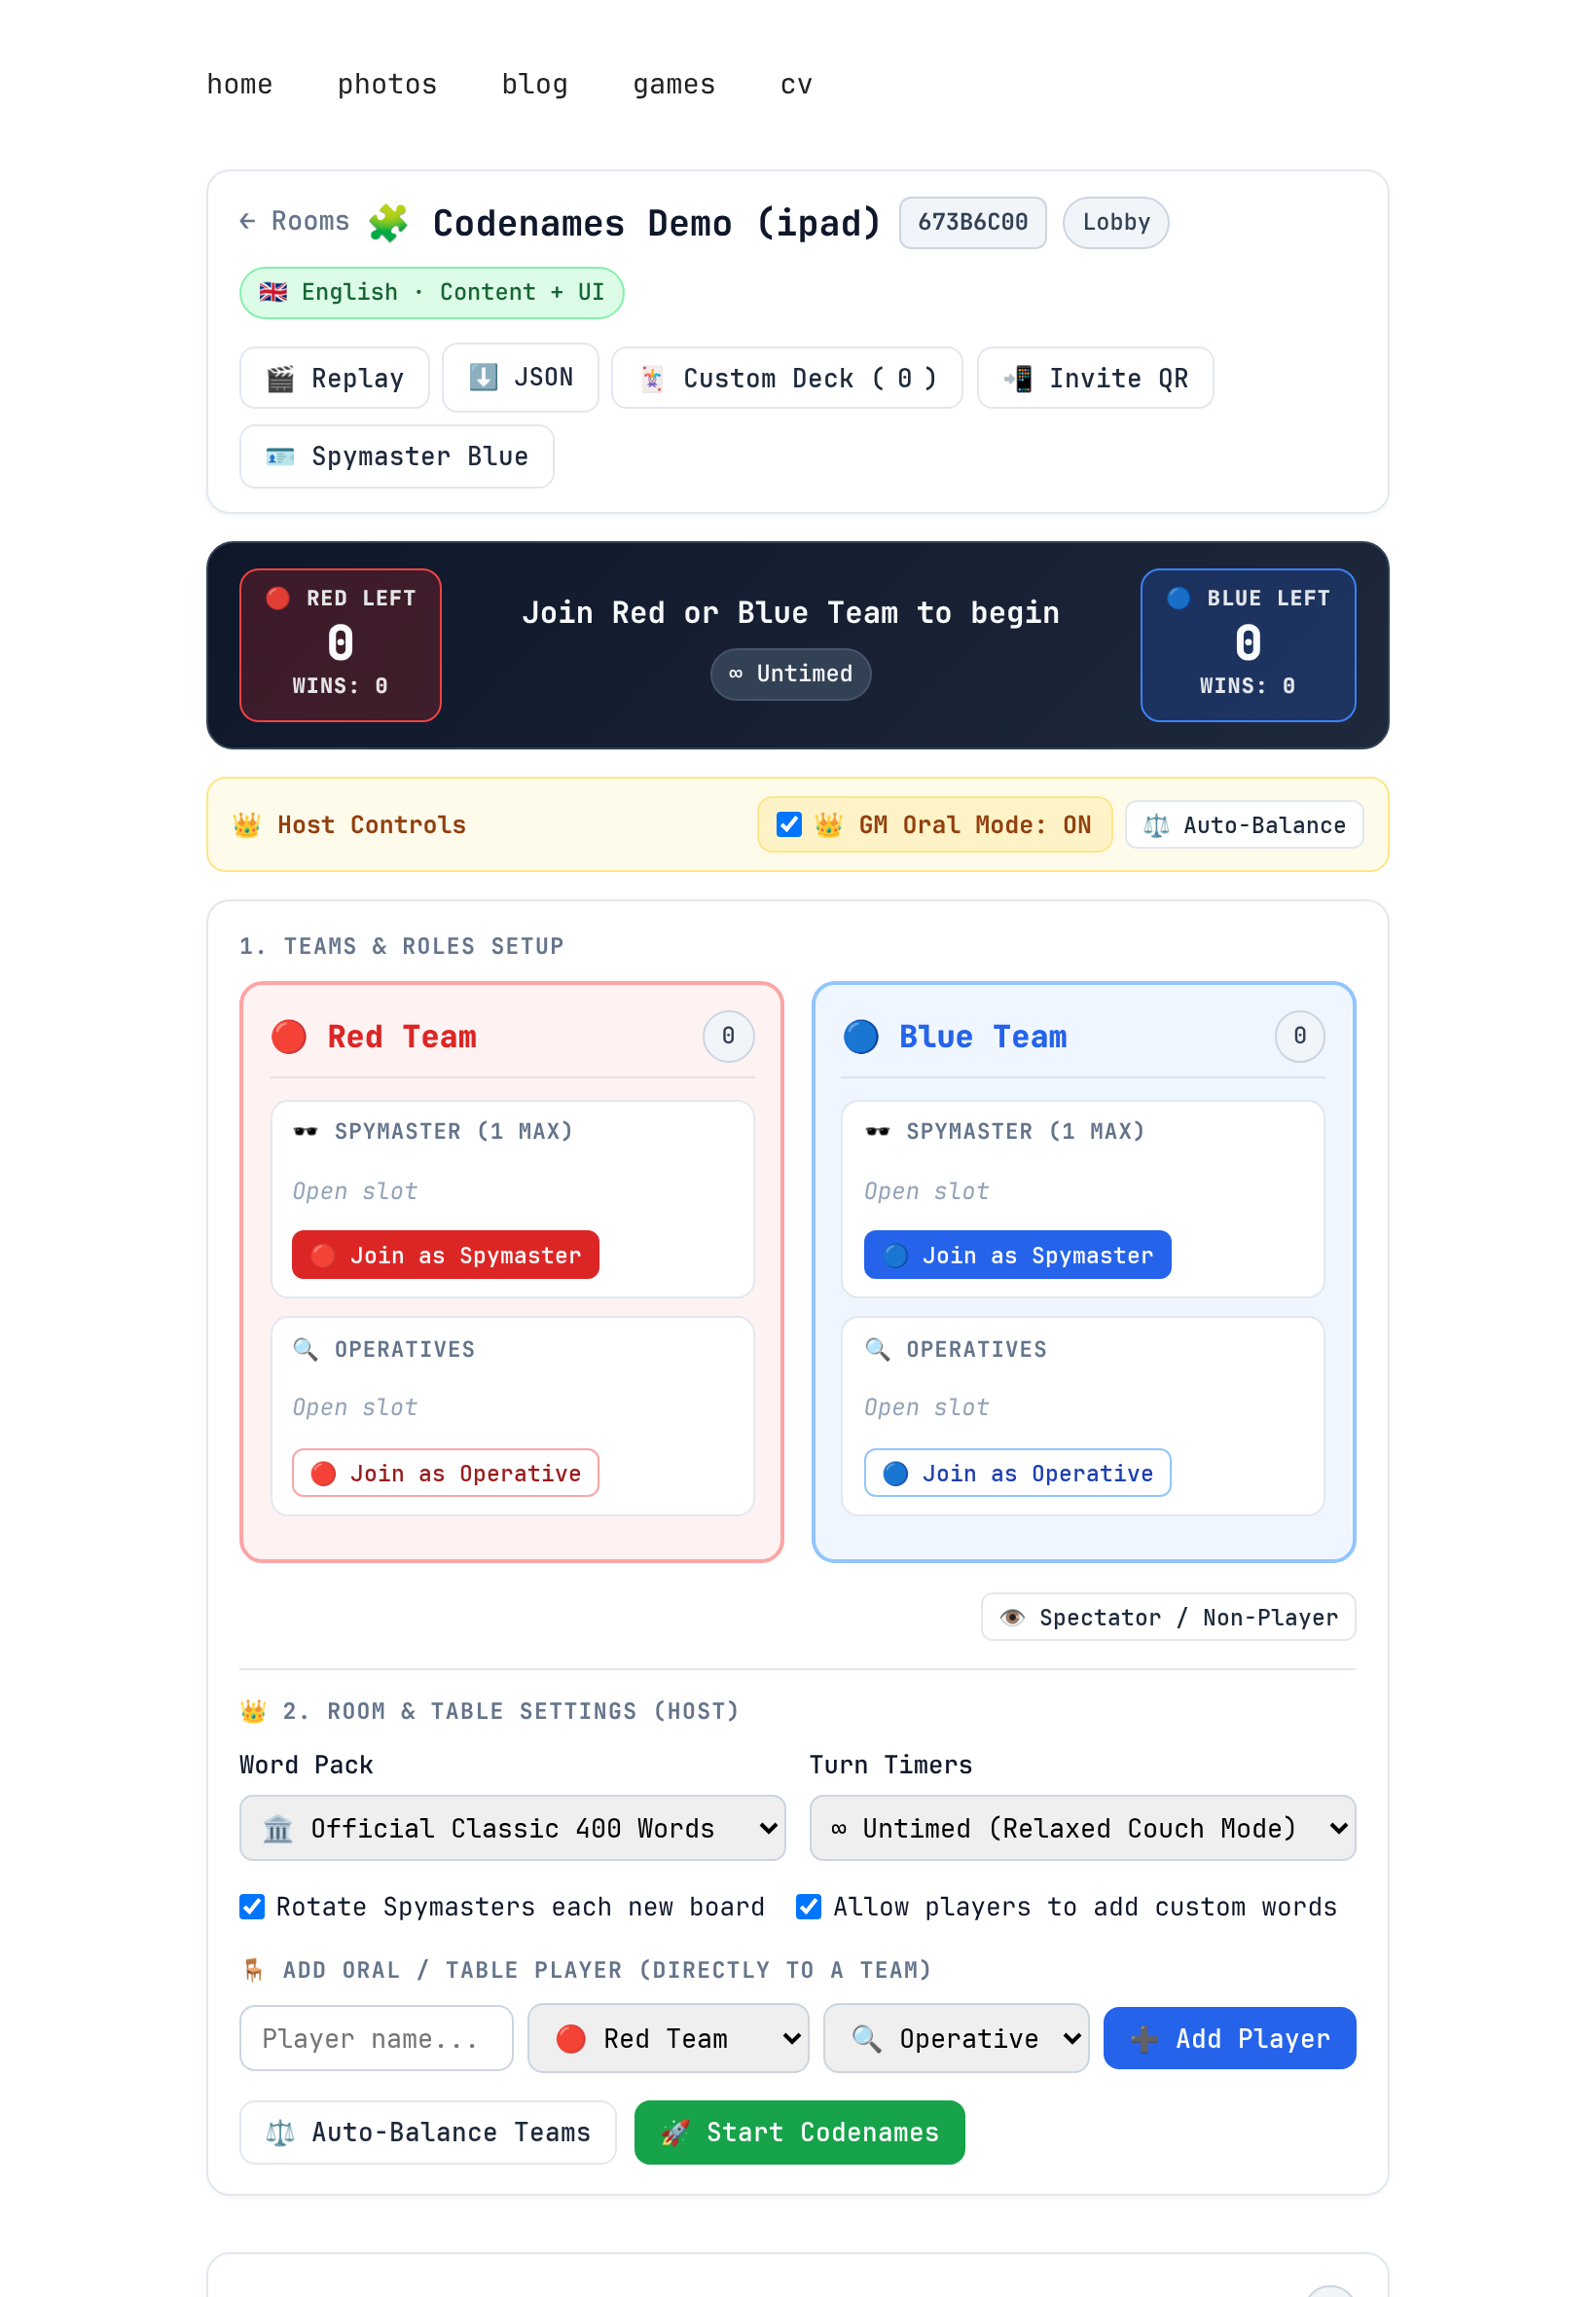 home photos blog games cv
← Rooms 🧩 Codenames Demo (ipad) 673B6C00 Lobby
🇬🇧 English · Content + UI
🎬 Replay ⬇️ JSON 🃏 Custom Deck ( 0 ) 📲 Invite QR
🪪 Spymaster Blue
🔴 RED LEFT
0
WINS: 0
Join Red or Blue Team to begin
∞ Untimed
🔵 BLUE LEFT
0
WINS: 0
👑 Host Controls 👑 GM Oral Mode: ON ⚖️ Auto-Balance
1. TEAMS & ROLES SETUP
🔴 Red Team 0
🕶️ SPYMASTER (1 MAX)
Open slot
🔴 Join as Spymaster
🔍 OPERATIVES
Open slot
🔴 Join as Operative
🔵 Blue Team 0
🕶️ SPYMASTER (1 MAX)
Open slot
🔵 Join as Spymaster
🔍 OPERATIVES
Open slot
🔵 Join as Operative
👁️ Spectator / Non-Player
👑 2. ROOM & TABLE SETTINGS (HOST)
Word Pack Turn Timers
🏛️ Official Classic 400 Words ∞ Untimed (Relaxed Couch Mode)
Rotate Spymasters each new board Allow players to add custom words
🪑 ADD ORAL / TABLE PLAYER (DIRECTLY TO A TEAM)
Player name... 🔴 Red Team 🔍 Operative ➕ Add Player
⚖️ Auto-Balance Teams 🚀 Start Codenames